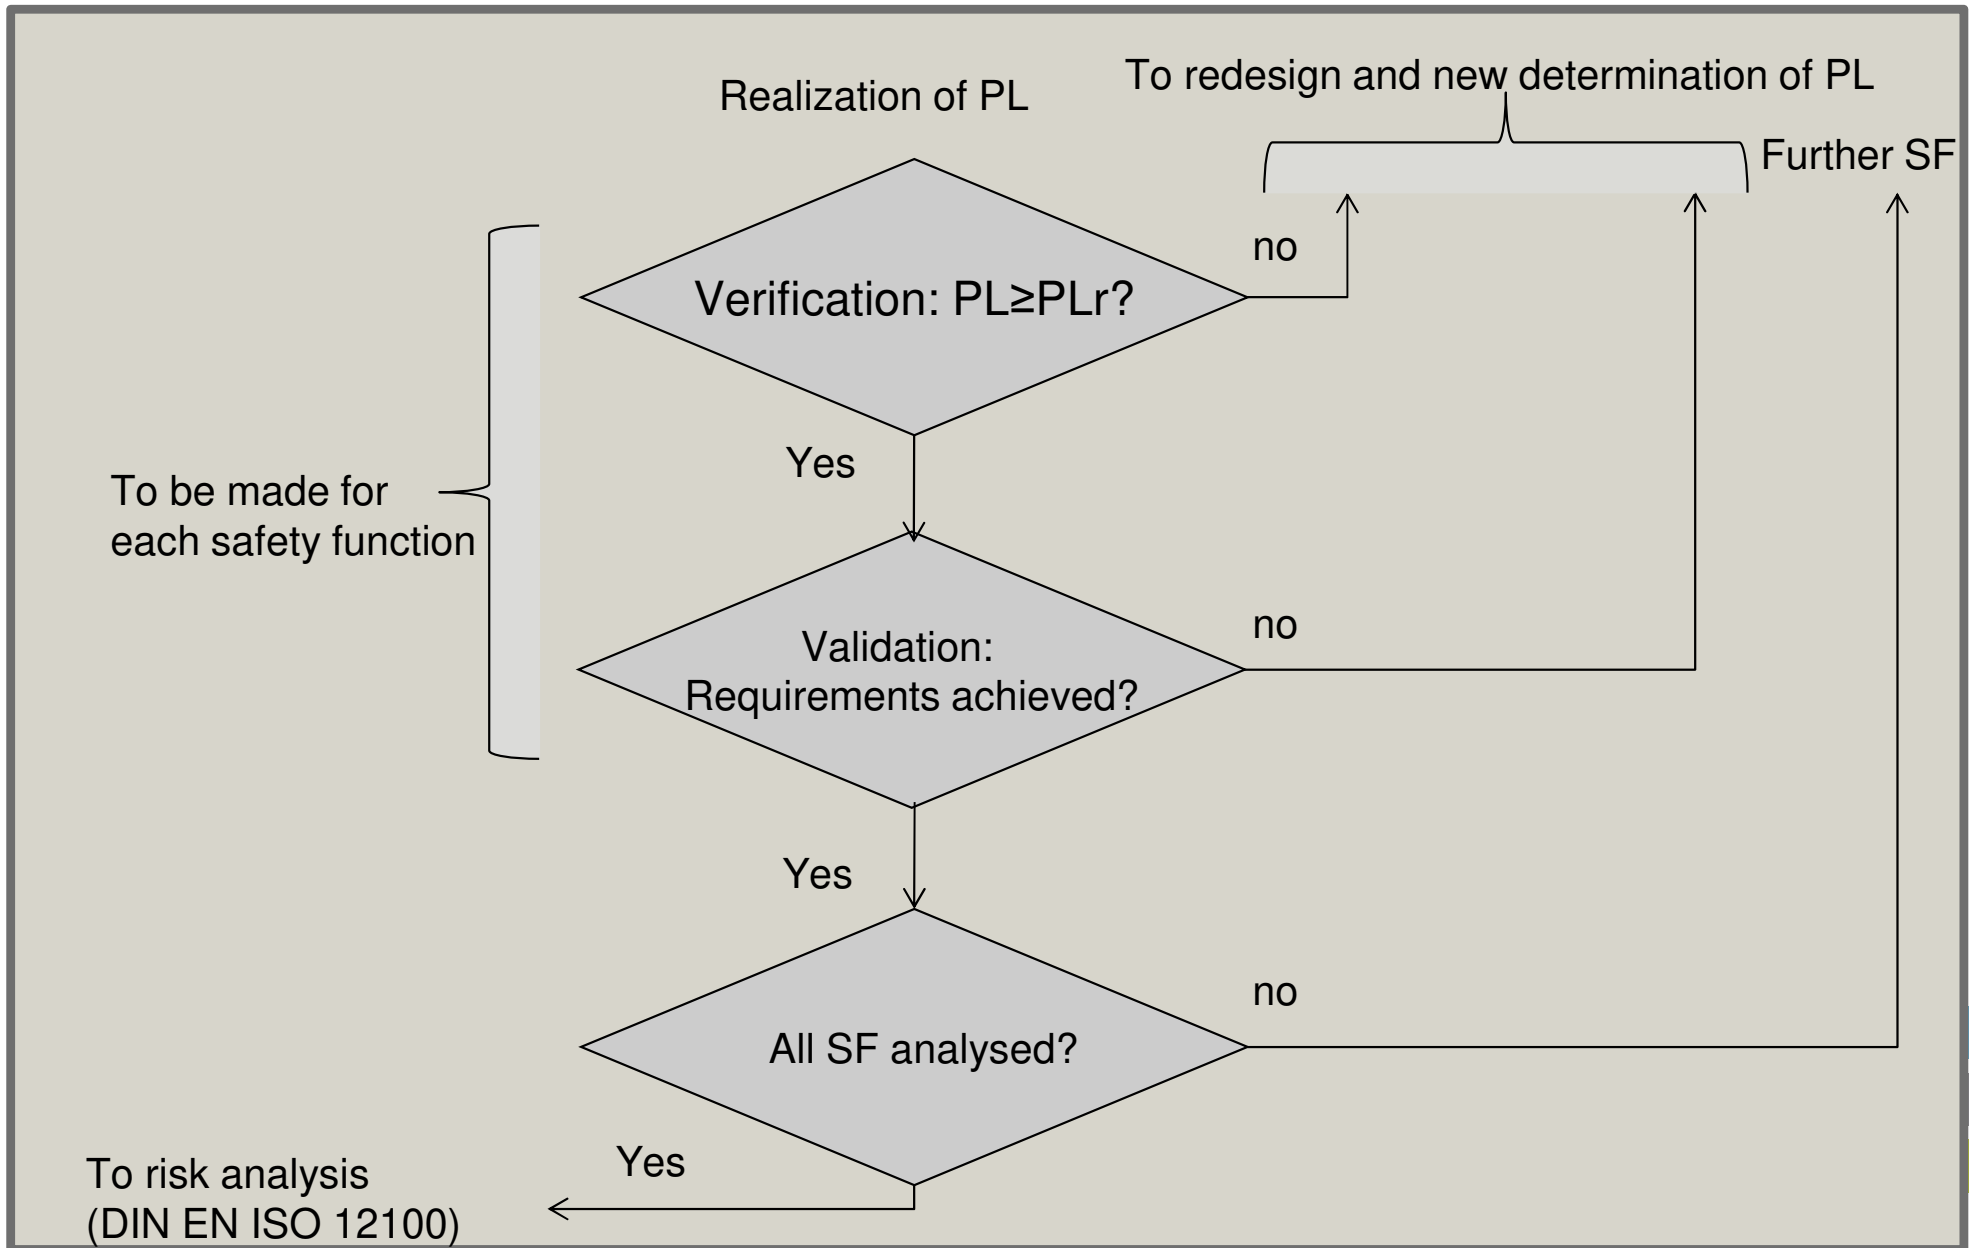 To redesign and new determination of PL
Realization of PL
Further SF
no
Verification: PL≥PLr?
Yes
To be made for
each safety function
no
Validation:
Requirements achieved?
Yes
no
All SF analysed?
Yes
To risk analysis
(DIN EN ISO 12100)